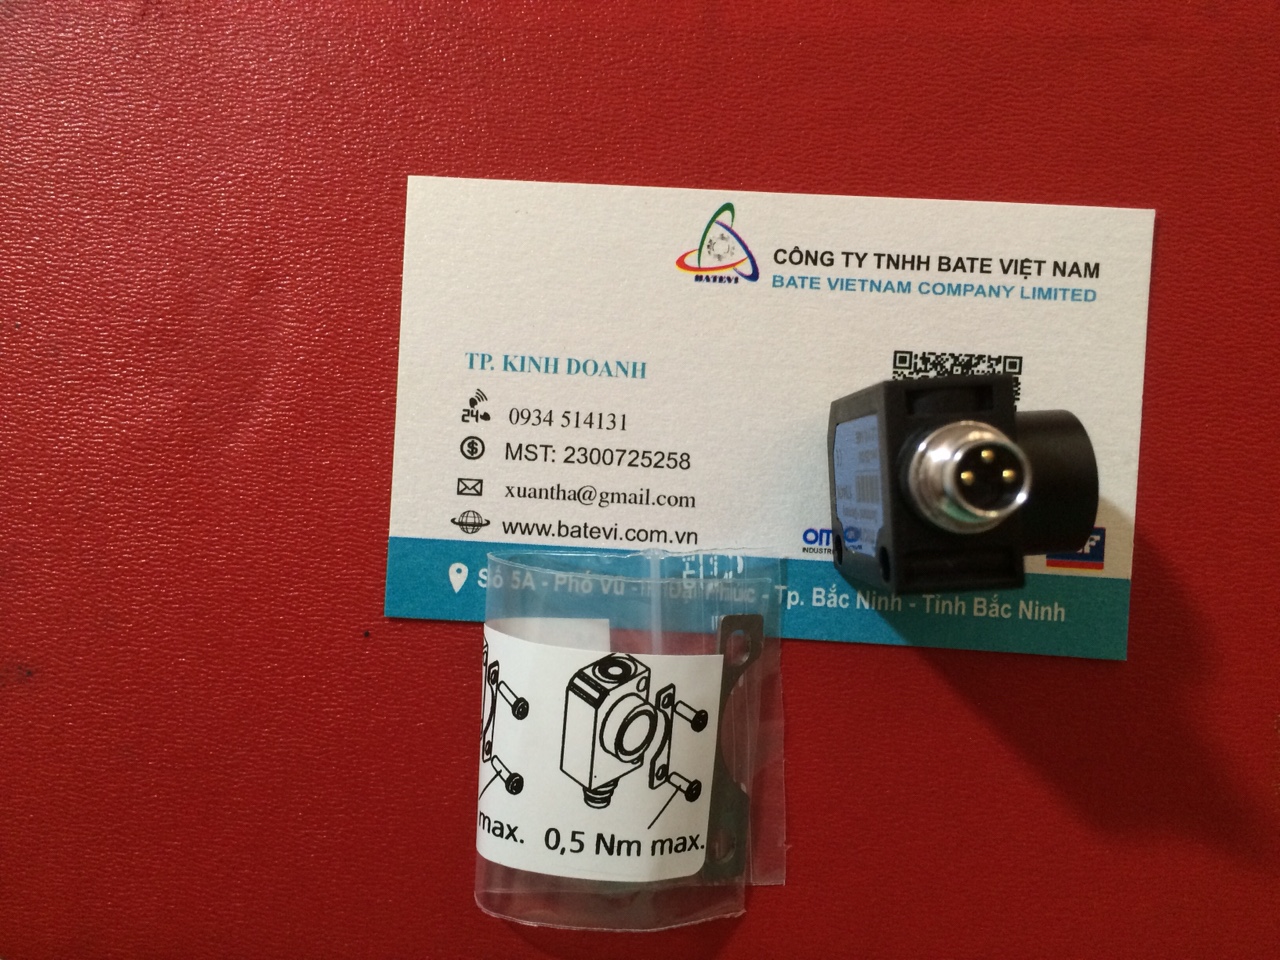 BATEVI
CÔNG TY TNHH BATE VIỆT NAM
BATE VIETNAM COMPANY LIMITED
TP. KINH DOANH
24
0934 514131
$
MST: 2300725258
xuantha@gmail.com
www.batevi.com.vn
Số 5A - Phố Vũ - Tp. Bắc Ninh - Tỉnh Bắc Ninh
max. 0,5 Nm max.